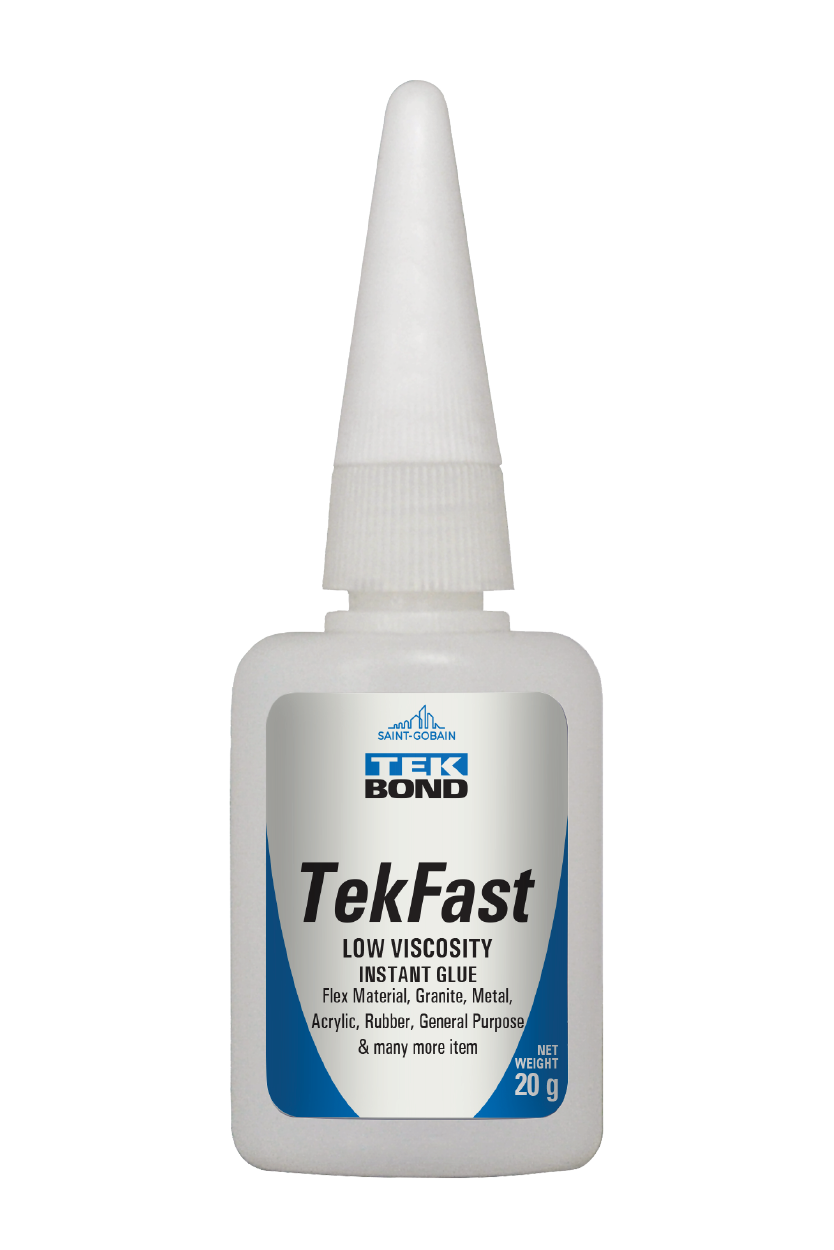 SAINT-GOBAIN
TEK
BOND
TekFast
LOW VISCOSITY
INSTANT GLUE
Flex Material, Granite, Metal,
Acrylic, Rubber, General Purpose
& many more item
NET
WEIGHT
20 g